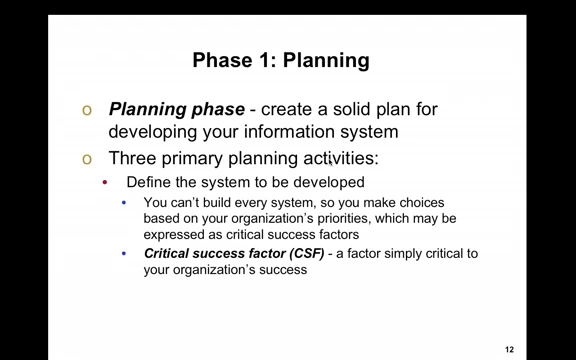 Phase 1: Planning
o Planning phase - create a solid plan for
developing your information system
o Three primary planning activities:
• Define the system to be developed
• You can't build every system, so you make choices
based on your organization's priorities, which may be
expressed as critical success factors
• Critical success factor (CSF) - a factor simply critical to
your organization's success
12